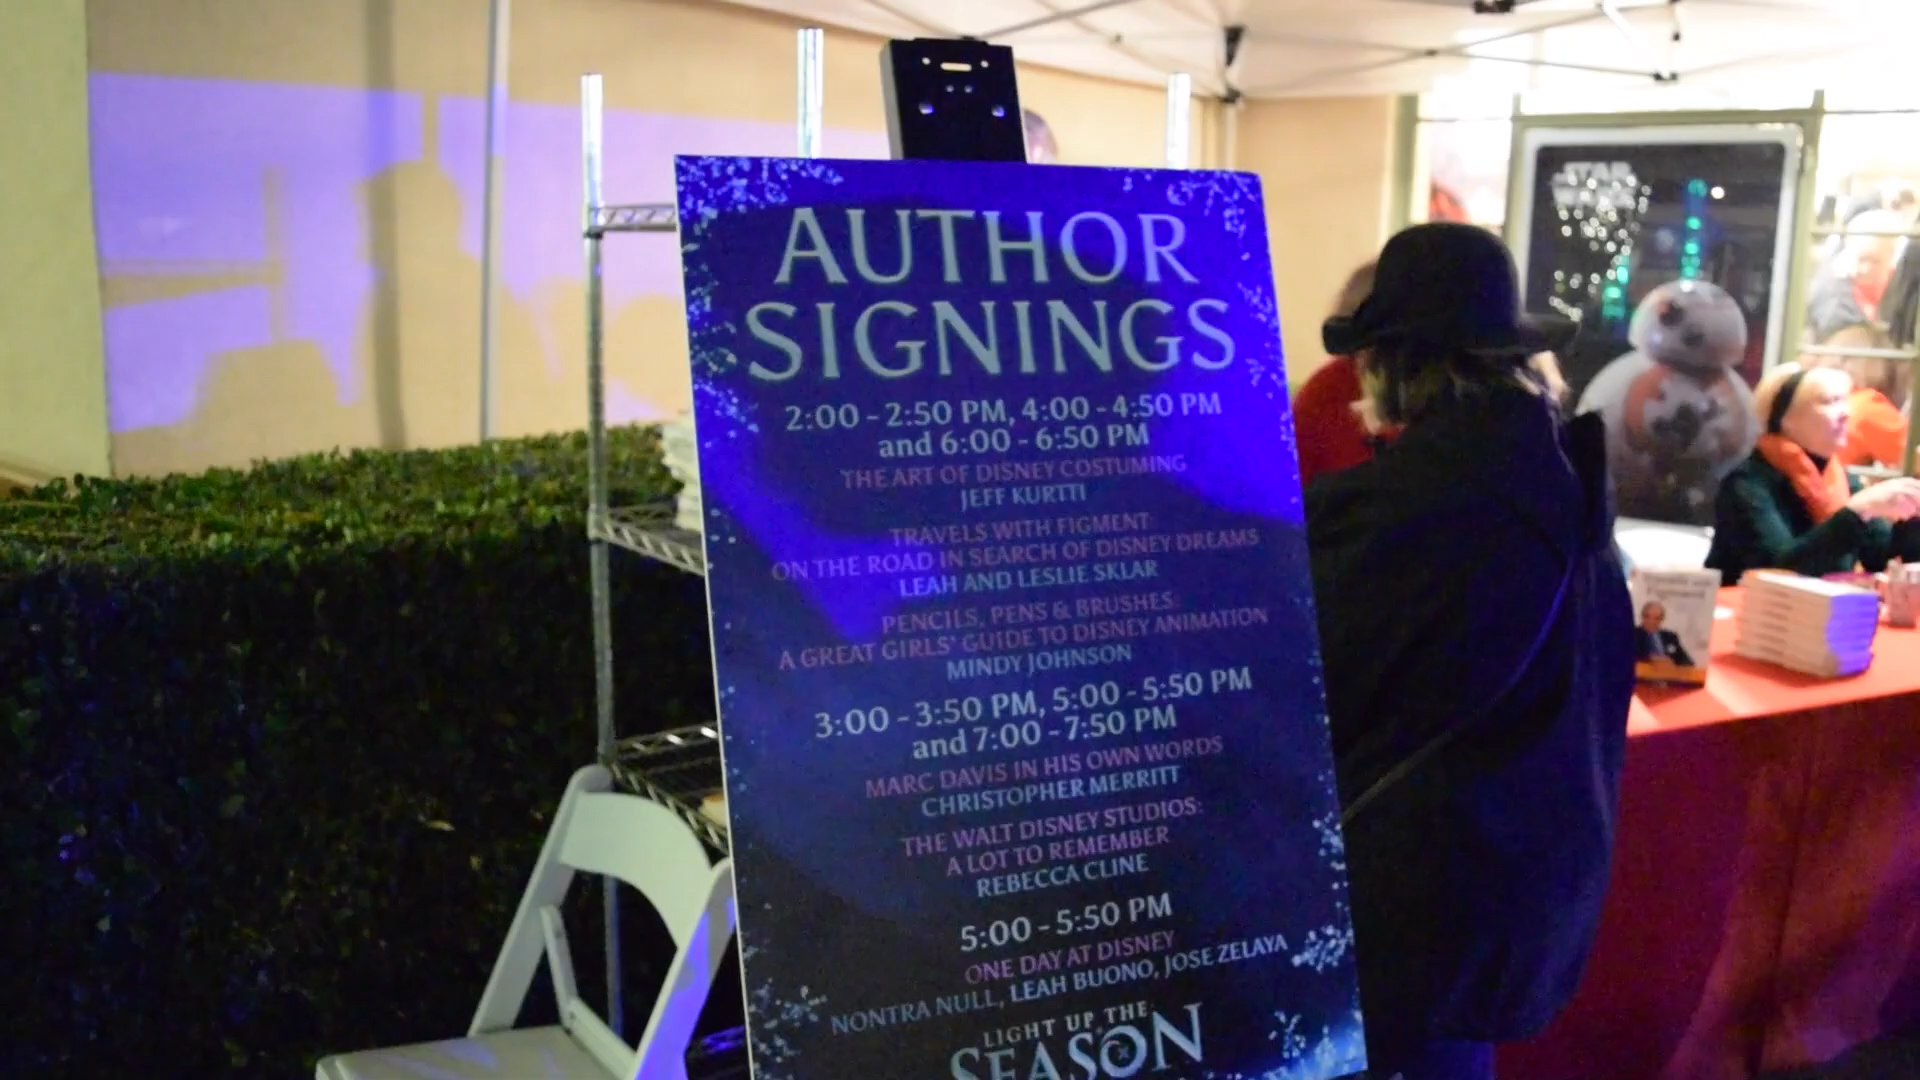 AUTHOR
SIGNINGS
2:00 - 2:50 PM, 4:00 - 4:50 PM
and 6:00 - 6:50 PM
THE ART OF DISNEY COSTUMING
JEFF KURTTI
TRAVELS WITH FIGMENT:
ON THE ROAD IN SEARCH OF DISNEY DREAMS
LEAH AND LESLIE SKLAR
PENCILS, PENS & BRUSHES:
A GREAT GIRLS' GUIDE TO DISNEY ANIMATION
MINDY JOHNSON
3:00 - 3:50 PM, 5:00 - 5:50 PM
and 7:00 - 7:50 PM
MARC DAVIS IN HIS OWN WORDS
CHRISTOPHER MERRITT
THE WALT DISNEY STUDIOS:
A LOT TO REMEMBER
REBECCA CLINE
5:00 - 5:50 PM
ONE DAY AT DISNEY
NONTRA NULL, LEAH BUONO, JOSE ZELAYA
LIGHT UP THE
SEASON
STAR
WARS